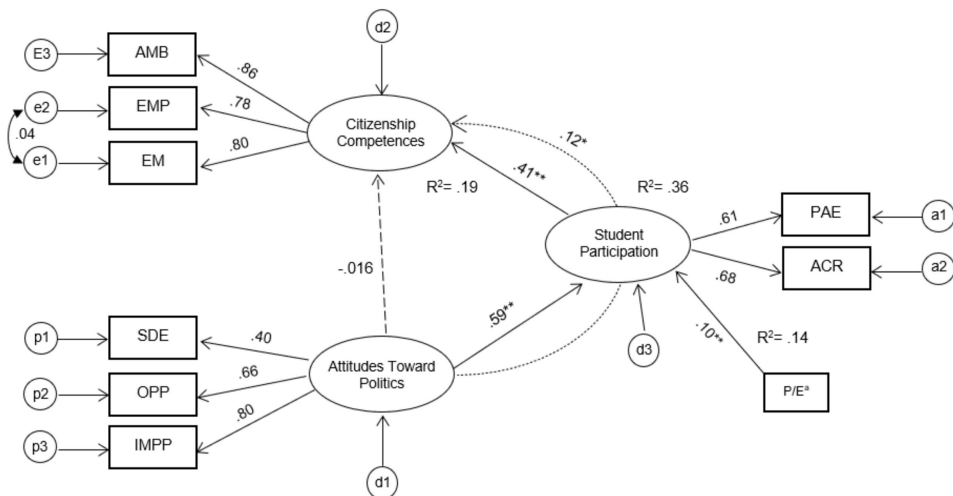 d2
E3
AMB
.86
e2
EMP
.78
Citizenship
Competences
.12*
.04
e1
EM
.80
.41**
R²= .19
R²= .36
PAE
a1
.61
Student
Participation
ACR
a2
.68
-.016
.59**
.10**
R²= .14
p1
SDE
.40
d3
Attitudes Toward
Politics
.66
p2
OPP
P/Eᵃ
.80
p3
IMPP
d1